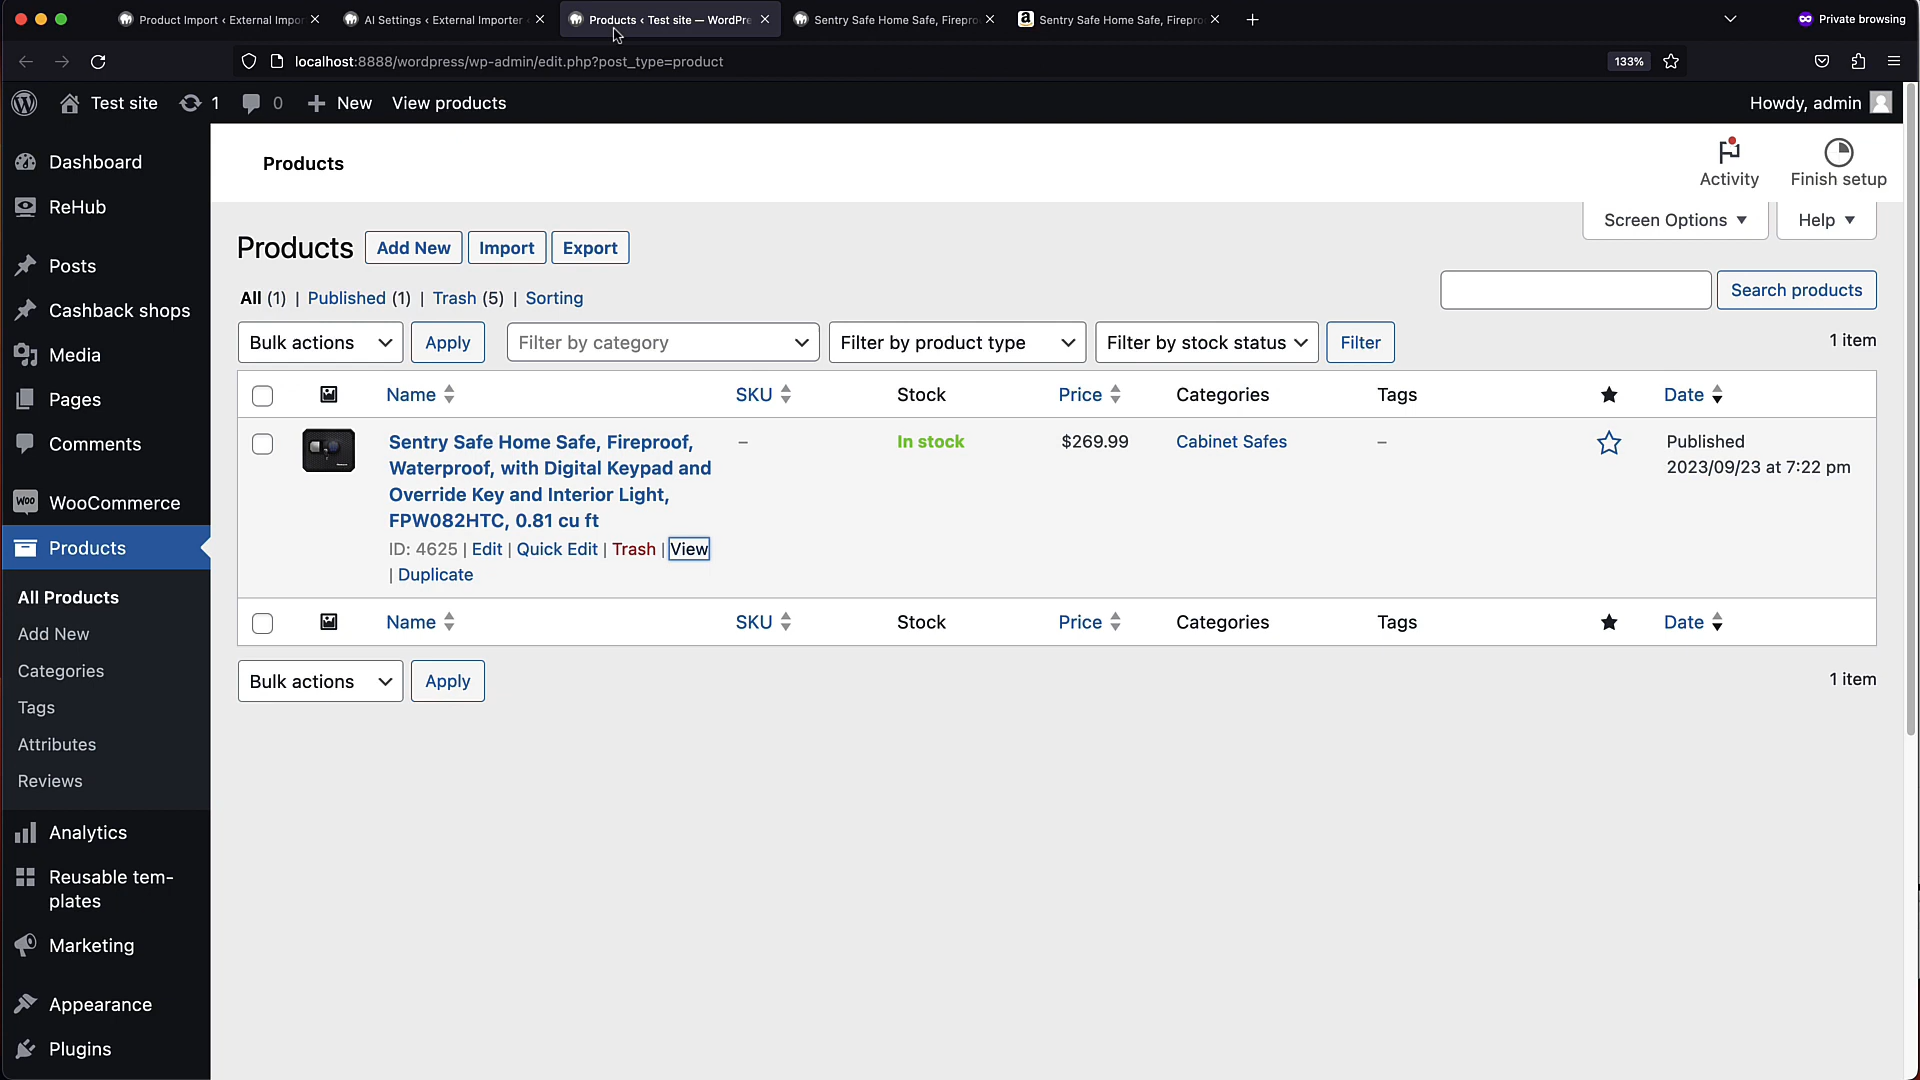 Product Import ‹ External Impor
AI Settings ‹ External Importer ‹
Products ‹ Test site — WordPre
Sentry Safe Home Safe, Firepro
Sentry Safe Home Safe, Firepro
Private browsing
localhost:8888/wordpress/wp-admin/edit.php?post_type=product
133%
Test site
1
0
New
View products
Howdy, admin
Dashboard
ReHub
Posts
Cashback shops
Media
Pages
Comments
WooCommerce
Products
All Products
Add New
Categories
Tags
Attributes
Reviews
Analytics
Reusable tem-
plates
Marketing
Appearance
Plugins
Products
Activity
Finish setup
Screen Options
Help
Products
Add New
Import
Export
All (1) | Published (1) | Trash (5) | Sorting
Search products
Bulk actions
Apply
Filter by category
Filter by product type
Filter by stock status
Filter
1 item
Name
SKU
Stock
Price
Categories
Tags
Date
Sentry Safe Home Safe, Fireproof,
Waterproof, with Digital Keypad and
Override Key and Interior Light,
FPW082HTC, 0.81 cu ft
ID: 4625 | Edit | Quick Edit | Trash | View
| Duplicate
–
In stock
$269.99
Cabinet Safes
–
Published
2023/09/23 at 7:22 pm
Name
SKU
Stock
Price
Categories
Tags
Date
Bulk actions
Apply
1 item